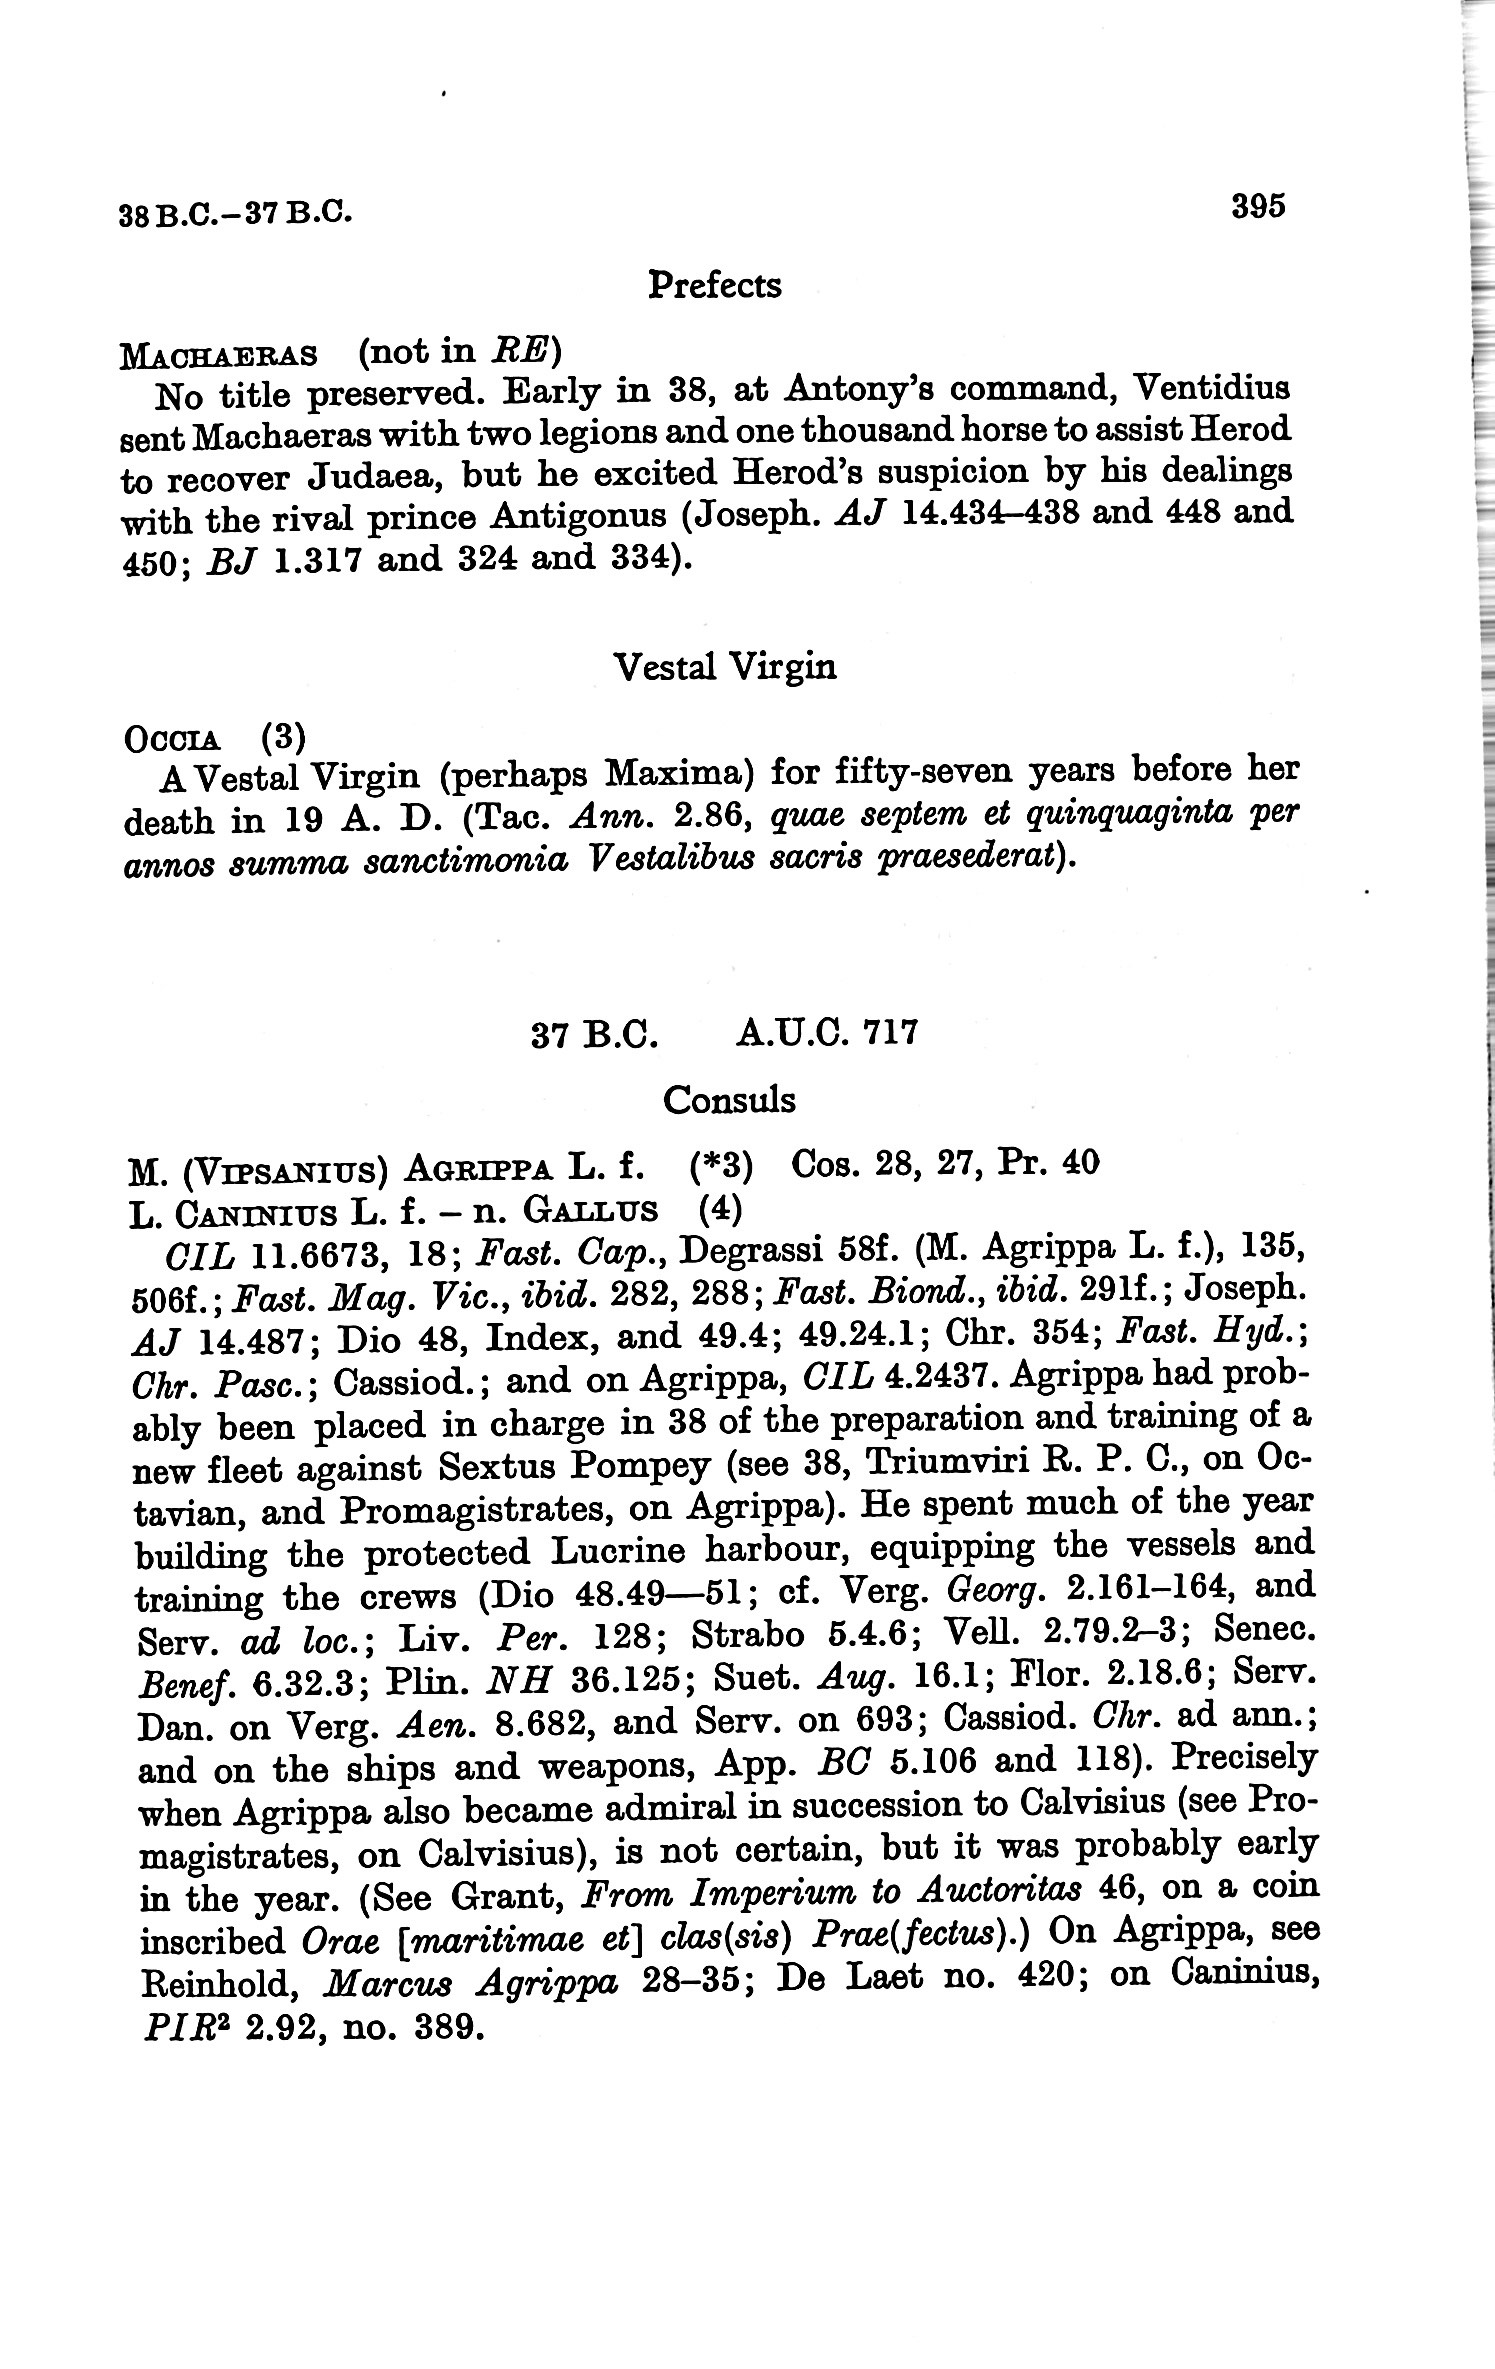 38 B.C.–37 B.C. 395
Prefects
MACHAERAS (not in RE)
No title preserved. Early in 38, at Antony's command, Ventidius
sent Machaeras with two legions and one thousand horse to assist Herod
to recover Judaea, but he excited Herod's suspicion by his dealings
with the rival prince Antigonus (Joseph. AJ 14.434–438 and 448 and
450; BJ 1.317 and 324 and 334).
Vestal Virgin
OCCIA (3)
A Vestal Virgin (perhaps Maxima) for fifty-seven years before her
death in 19 A. D. (Tac. Ann. 2.86, quae septem et quinquaginta per
annos summa sanctimonia Vestalibus sacris praesederat).
37 B.C. A.U.C. 717
Consuls
M. (VIPSANIUS) AGRIPPA L. f. (*3) Cos. 28, 27, Pr. 40
L. CANINIUS L. f. – n. GALLUS (4)
CIL 11.6673, 18; Fast. Cap., Degrassi 58f. (M. Agrippa L. f.), 135,
506f.; Fast. Mag. Vic., ibid. 282, 288; Fast. Biond., ibid. 291f.; Joseph.
AJ 14.487; Dio 48, Index, and 49.4; 49.24.1; Chr. 354; Fast. Hyd.;
Chr. Pasc.; Cassiod.; and on Agrippa, CIL 4.2437. Agrippa had prob-
ably been placed in charge in 38 of the preparation and training of a
new fleet against Sextus Pompey (see 38, Triumviri R. P. C., on Oc-
tavian, and Promagistrates, on Agrippa). He spent much of the year
building the protected Lucrine harbour, equipping the vessels and
training the crews (Dio 48.49—51; cf. Verg. Georg. 2.161–164, and
Serv. ad loc.; Liv. Per. 128; Strabo 5.4.6; Vell. 2.79.2–3; Senec.
Benef. 6.32.3; Plin. NH 36.125; Suet. Aug. 16.1; Flor. 2.18.6; Serv.
Dan. on Verg. Aen. 8.682, and Serv. on 693; Cassiod. Chr. ad ann.;
and on the ships and weapons, App. BC 5.106 and 118). Precisely
when Agrippa also became admiral in succession to Calvisius (see Pro-
magistrates, on Calvisius), is not certain, but it was probably early
in the year. (See Grant, From Imperium to Auctoritas 46, on a coin
inscribed Orae [maritimae et] clas(sis) Prae(fectus).) On Agrippa, see
Reinhold, Marcus Agrippa 28–35; De Laet no. 420; on Caninius,
PIR² 2.92, no. 389.